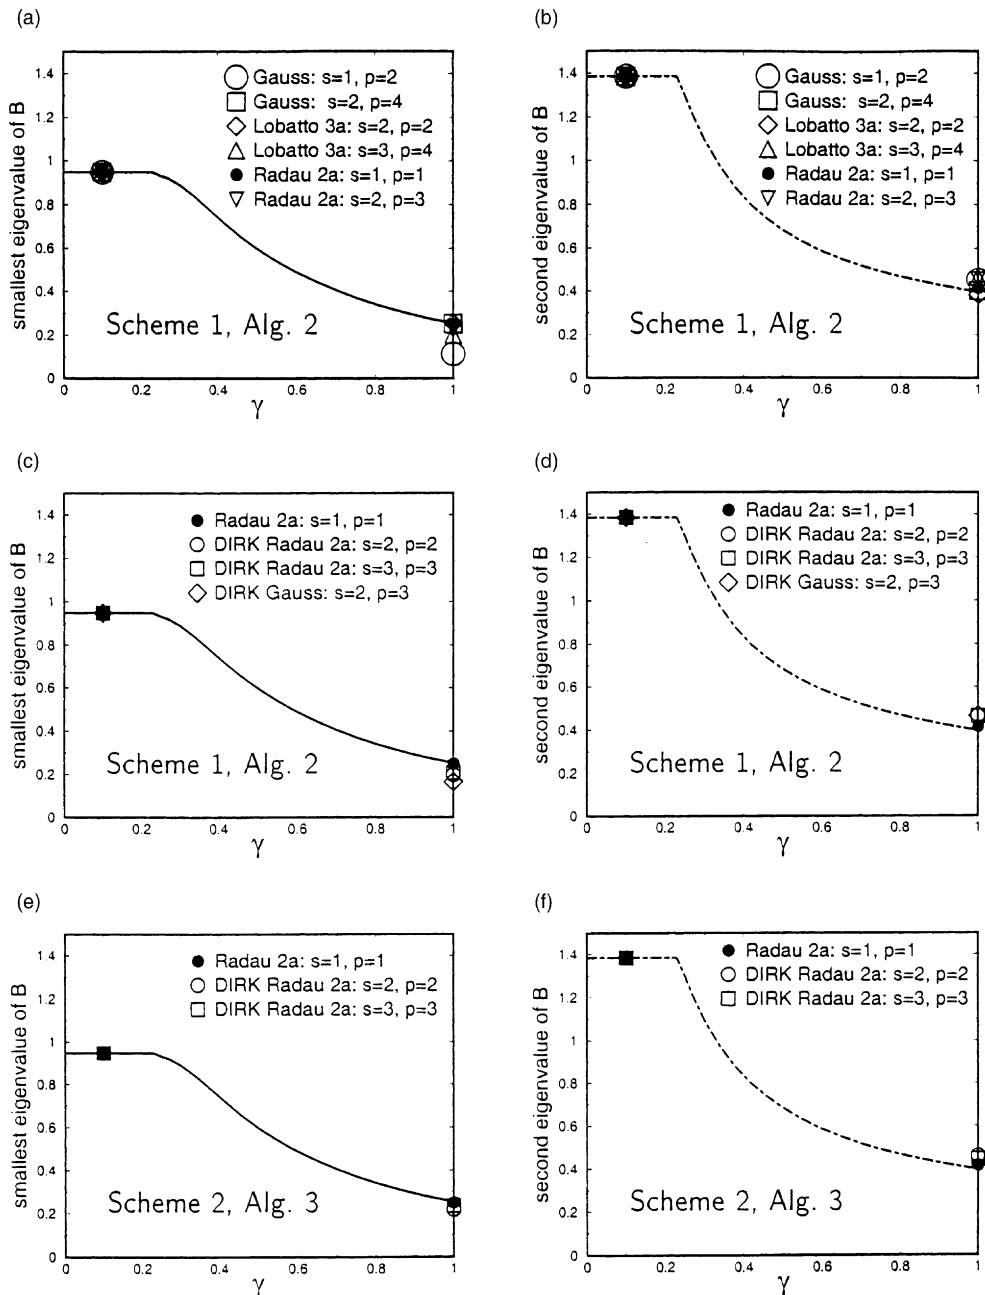 (a)
smallest eigenvalue of B
1.4
1.2
1
0.8
0.6
0.4
0.2
0
Gauss: s=1, p=2
Gauss: s=2, p=4
Lobatto 3a: s=2, p=2
Lobatto 3a: s=3, p=4
Radau 2a: s=1, p=1
Radau 2a: s=2, p=3
Scheme 1, Alg. 2
0 0.2 0.4 0.6 0.8 1
γ
(b)
second eigenvalue of B
1.4
1.2
1
0.8
0.6
0.4
0.2
0
Gauss: s=1, p=2
Gauss: s=2, p=4
Lobatto 3a: s=2, p=2
Lobatto 3a: s=3, p=4
Radau 2a: s=1, p=1
Radau 2a: s=2, p=3
Scheme 1, Alg. 2
0 0.2 0.4 0.6 0.8 1
γ
(c)
smallest eigenvalue of B
1.4
1.2
1
0.8
0.6
0.4
0.2
0
Radau 2a: s=1, p=1
DIRK Radau 2a: s=2, p=2
DIRK Radau 2a: s=3, p=3
DIRK Gauss: s=2, p=3
Scheme 1, Alg. 2
0 0.2 0.4 0.6 0.8 1
γ
(d)
second eigenvalue of B
1.4
1.2
1
0.8
0.6
0.4
0.2
0
Radau 2a: s=1, p=1
DIRK Radau 2a: s=2, p=2
DIRK Radau 2a: s=3, p=3
DIRK Gauss: s=2, p=3
Scheme 1, Alg. 2
0 0.2 0.4 0.6 0.8 1
γ
(e)
smallest eigenvalue of B
1.4
1.2
1
0.8
0.6
0.4
0.2
0
Radau 2a: s=1, p=1
DIRK Radau 2a: s=2, p=2
DIRK Radau 2a: s=3, p=3
Scheme 2, Alg. 3
0 0.2 0.4 0.6 0.8 1
γ
(f)
second eigenvalue of B
1.4
1.2
1
0.8
0.6
0.4
0.2
0
Radau 2a: s=1, p=1
DIRK Radau 2a: s=2, p=2
DIRK Radau 2a: s=3, p=3
Scheme 2, Alg. 3
0 0.2 0.4 0.6 0.8 1
γ